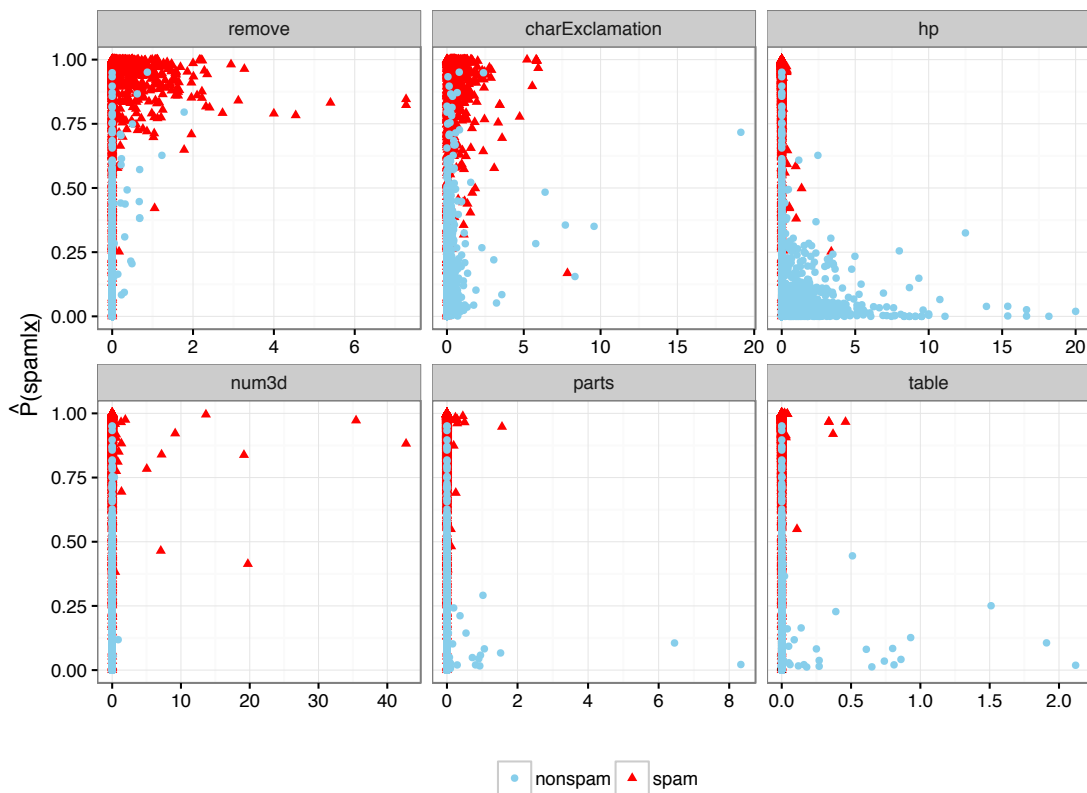 remove charExclamation hp
1.00
0.75
0.50
0.25
0.00
0 2 4 6 0 5 10 15 20 0 5 10 15 20
P̂(spam|x)
num3d parts table
1.00
0.75
0.50
0.25
0.00
0 10 20 30 40 0 2 4 6 8 0.0 0.5 1.0 1.5 2.0
nonspam spam